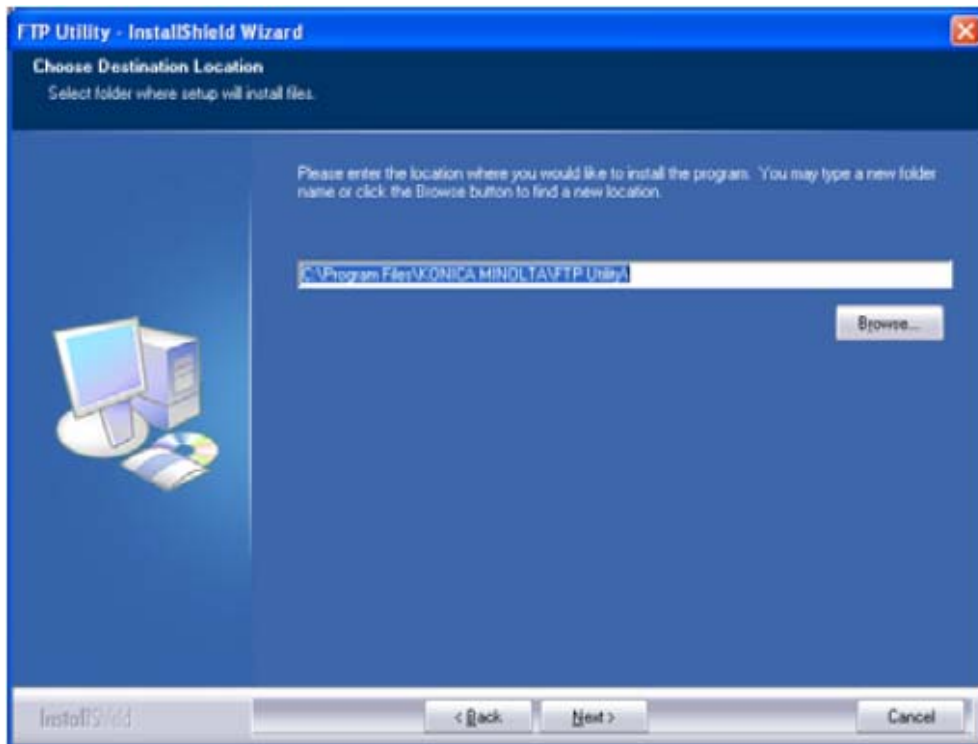 FTP Utility - InstallShield Wizard
Choose Destination Location
Select folder where setup will install files.
Please enter the location where you would like to install the program. You may type a new folder
name or click the Browse button to find a new location.
C:\Program Files\KONICA MINOLTA\FTP Utility\
Browse...
InstallShield
< Back
Next >
Cancel